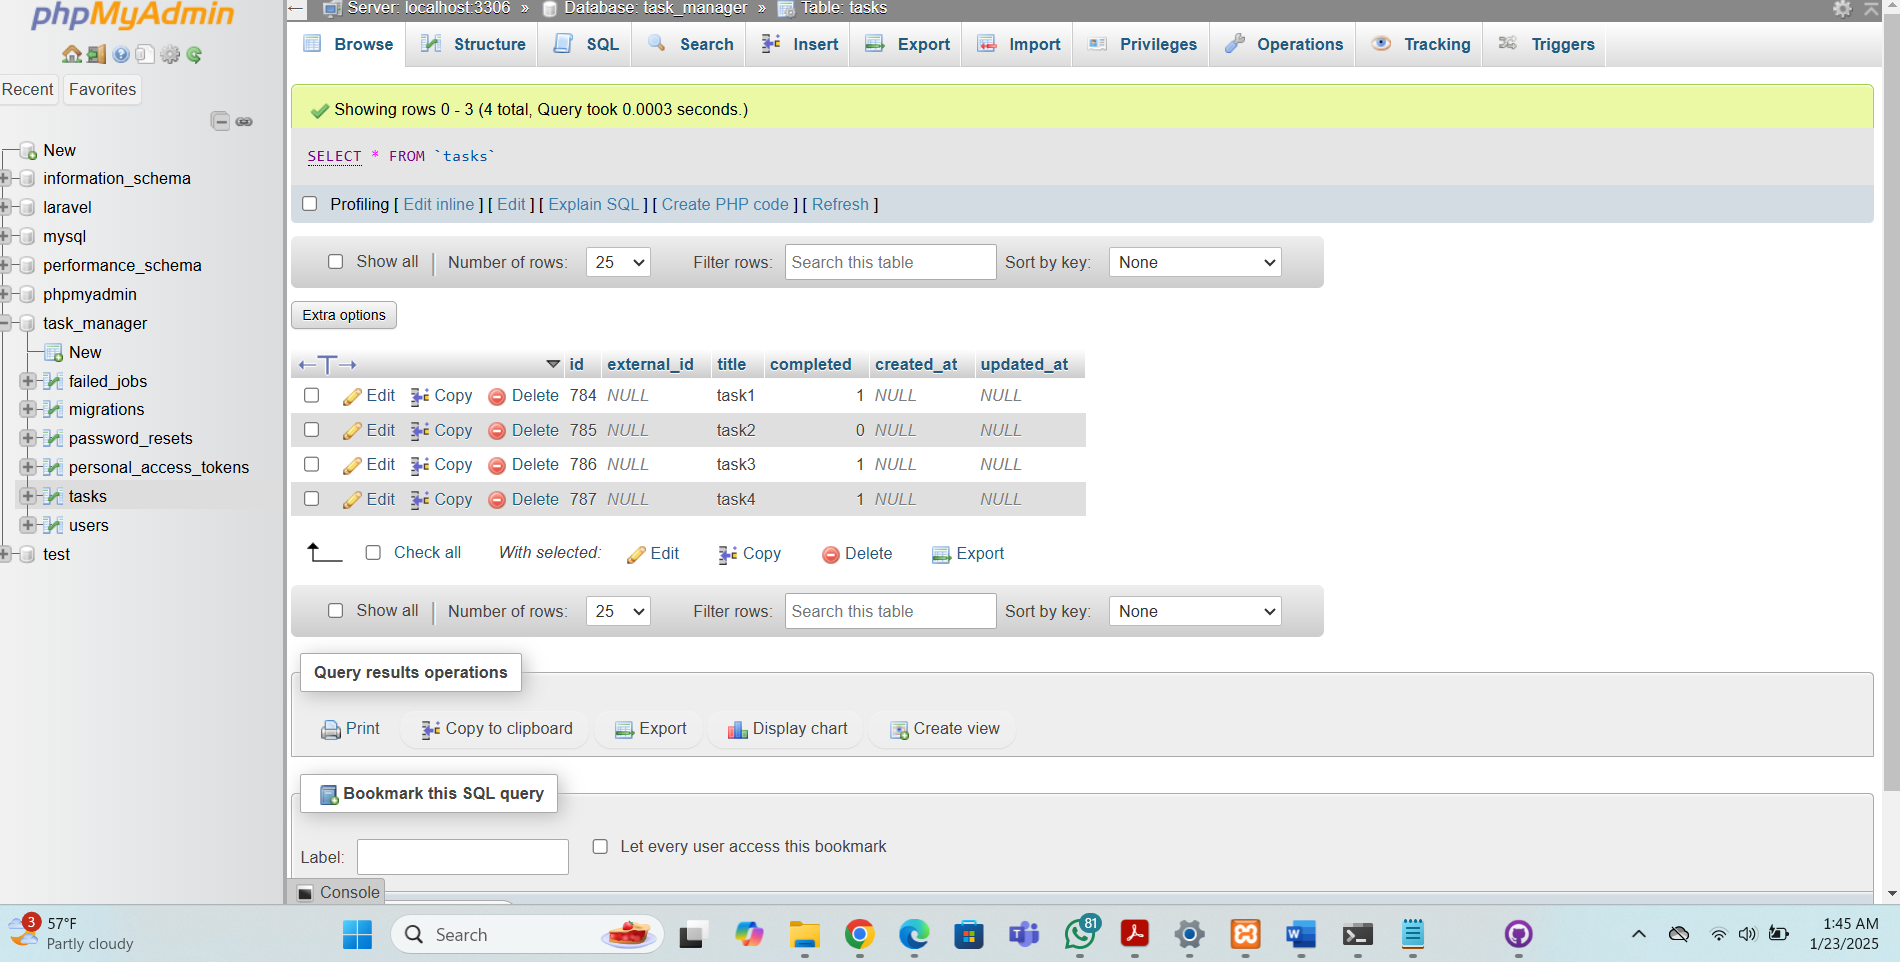 phpMyAdmin
Recent Favorites
New
information_schema
laravel
mysql
performance_schema
phpmyadmin
task_manager
New
failed_jobs
migrations
password_resets
personal_access_tokens
tasks
users
test
Server: localhost:3306 » Database: task_manager » Table: tasks
Browse Structure SQL Search Insert Export Import Privileges Operations Tracking Triggers
Showing rows 0 - 3 (4 total, Query took 0.0003 seconds.)
SELECT * FROM `tasks`
Profiling [ Edit inline ] [ Edit ] [ Explain SQL ] [ Create PHP code ] [ Refresh ]
Show all Number of rows: 25 Filter rows: Search this table Sort by key: None
Extra options
id external_id title completed created_at updated_at
Edit Copy Delete 784 NULL task1 1 NULL NULL
Edit Copy Delete 785 NULL task2 0 NULL NULL
Edit Copy Delete 786 NULL task3 1 NULL NULL
Edit Copy Delete 787 NULL task4 1 NULL NULL
Check all With selected: Edit Copy Delete Export
Show all Number of rows: 25 Filter rows: Search this table Sort by key: None
Query results operations
Print Copy to clipboard Export Display chart Create view
Bookmark this SQL query
Label: Let every user access this bookmark
Console
3 57°F
Partly cloudy
Search
81
1:45 AM
1/23/2025